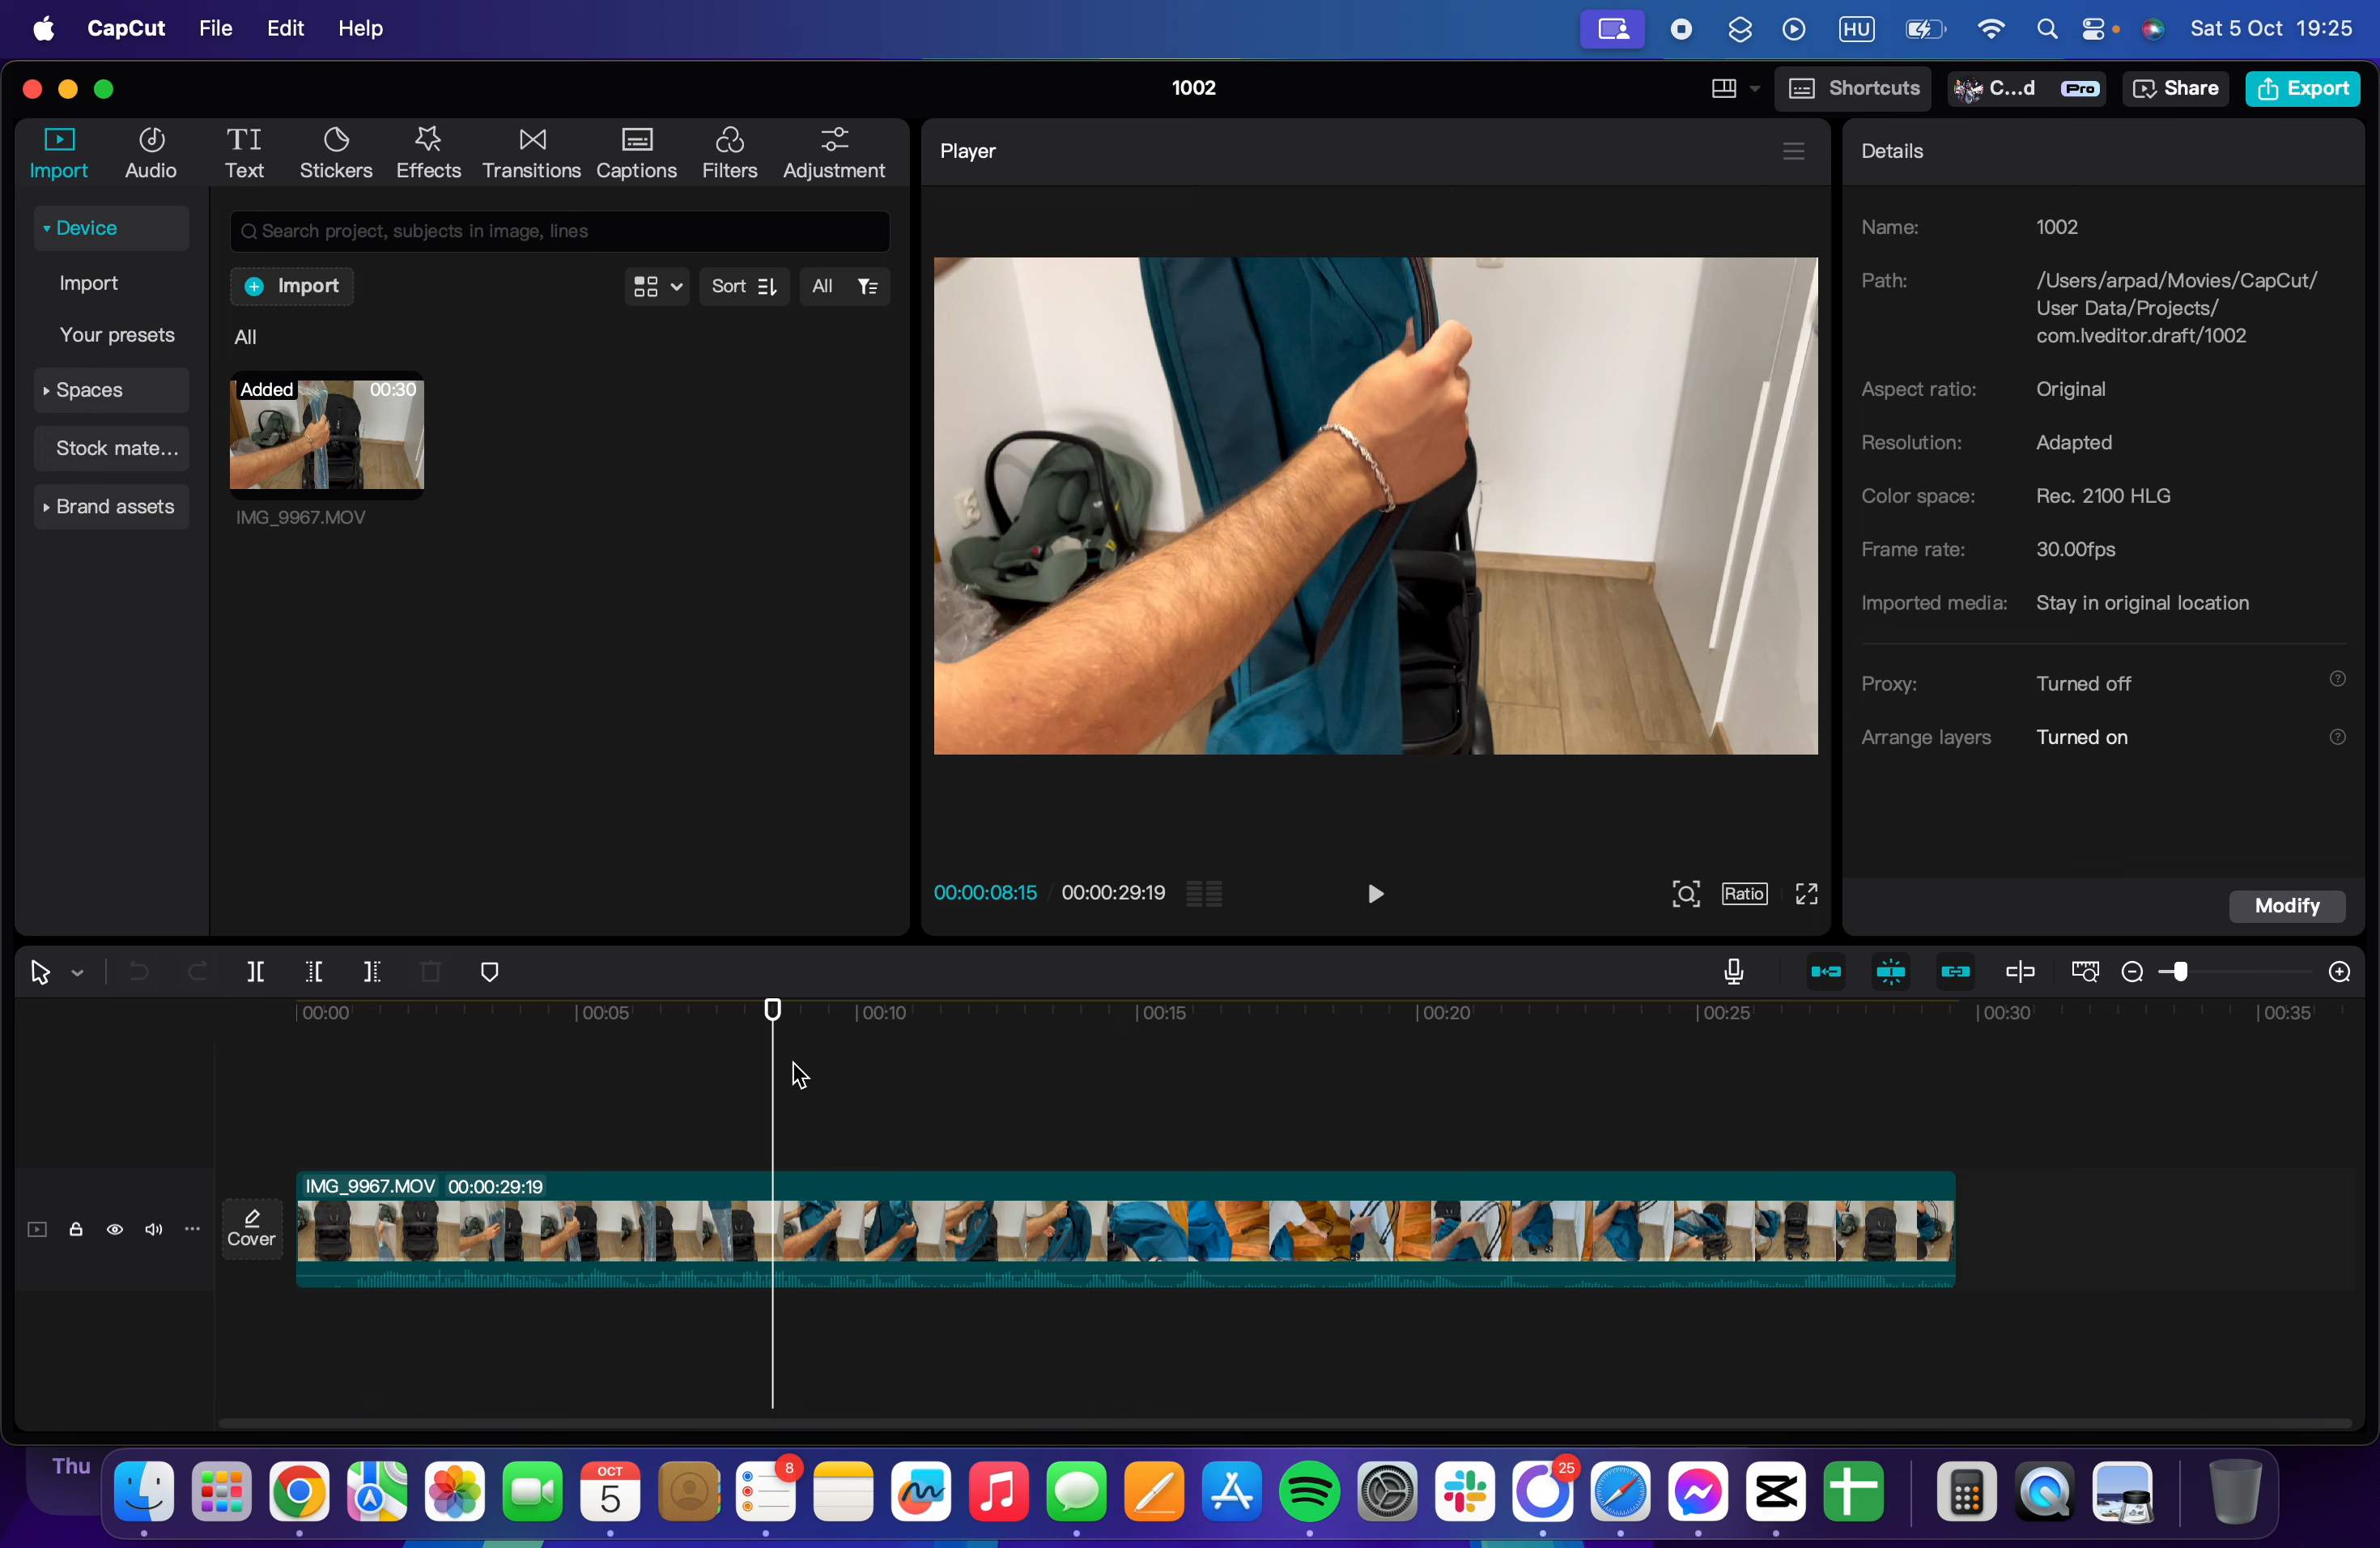 CapCut File Edit Help
HU Sat 5 Oct 19:25
1002
Shortcuts C...d Pro Share Export
Import Audio Text Stickers Effects Transitions Captions Filters Adjustment
Device
Import
Your presets
Spaces
Stock mate...
Brand assets
Search project, subjects in image, lines
Import Sort All
All
Added 00:30
IMG_9967.MOV
Player
00:00:08:15 / 00:00:29:19 Ratio
Details
Name: 1002
Path: /Users/arpad/Movies/CapCut/
User Data/Projects/
com.lveditor.draft/1002
Aspect ratio: Original
Resolution: Adapted
Color space: Rec. 2100 HLG
Frame rate: 30.00fps
Imported media: Stay in original location
Proxy: Turned off
Arrange layers Turned on
Modify
00:00 00:05 00:10 00:15 00:20 00:25 00:30 00:35
IMG_9967.MOV 00:00:29:19
Cover
Thu
OCT
5
8
25